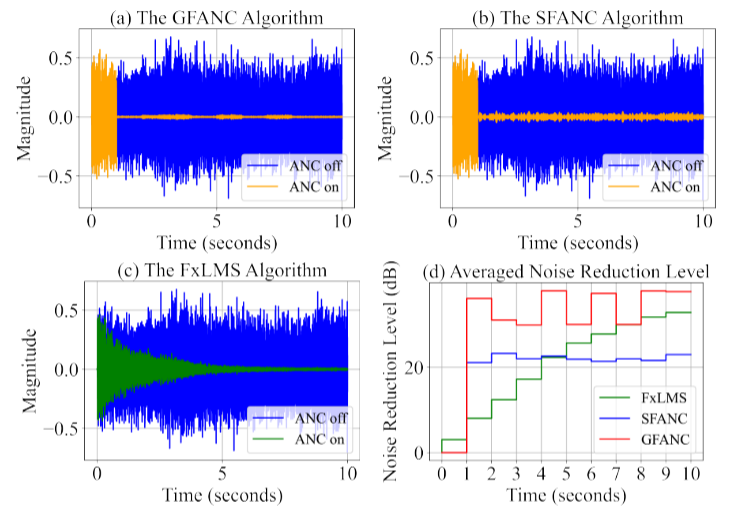 (a) The GFANC Algorithm
Magnitude
0.5
0.0
−0.5
ANC off
ANC on
0
5
10
Time (seconds)
(b) The SFANC Algorithm
Magnitude
0.5
0.0
−0.5
ANC off
ANC on
0
5
10
Time (seconds)
(c) The FxLMS Algorithm
Magnitude
0.5
0.0
−0.5
ANC off
ANC on
0
5
10
Time (seconds)
(d) Averaged Noise Reduction Level
Noise Reduction Level (dB)
20
0
FxLMS
SFANC
GFANC
0 1 2 3 4 5 6 7 8 9 10
Time (seconds)